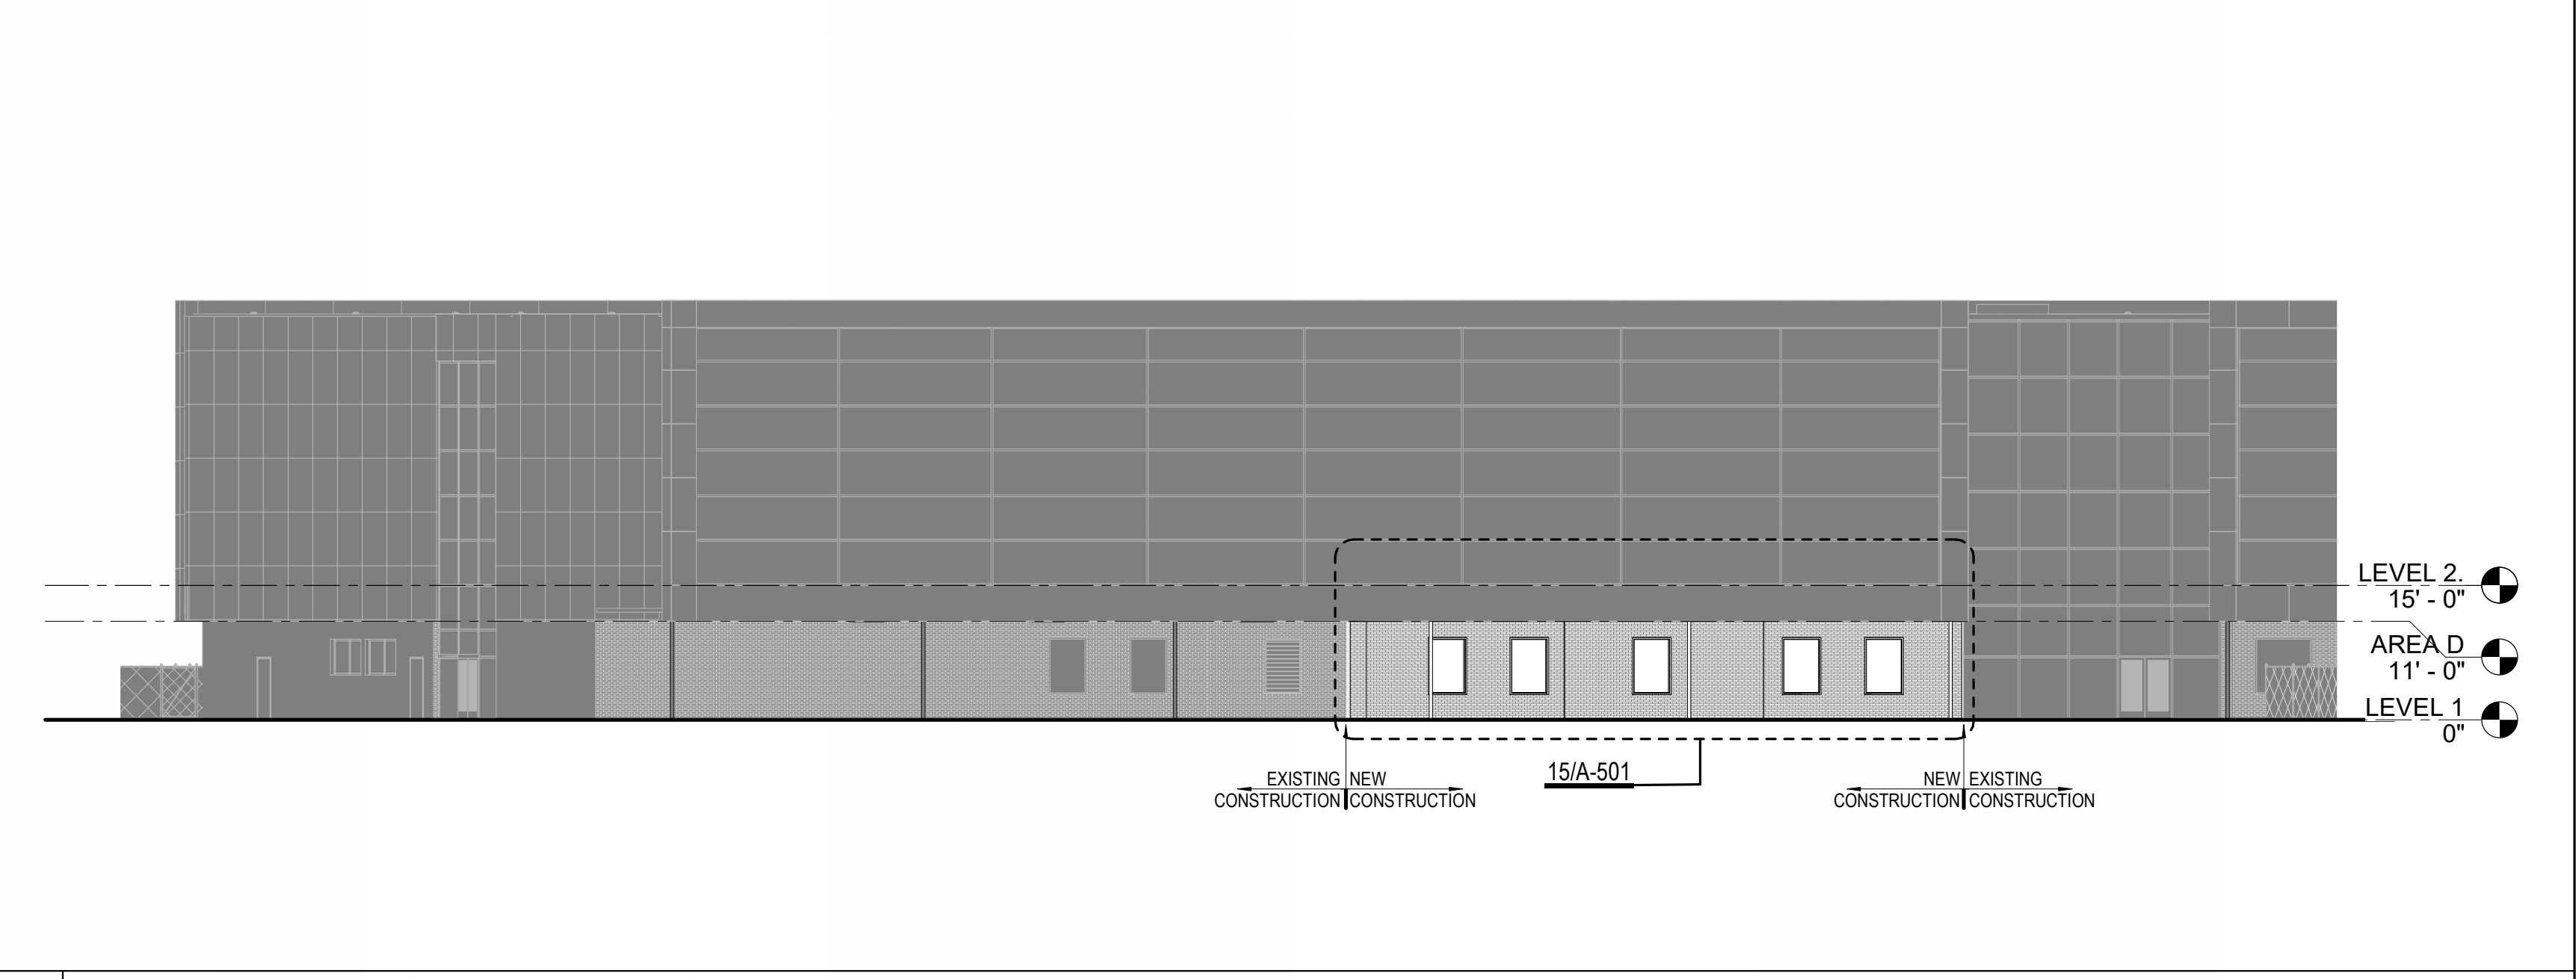 LEVEL 2.
15' - 0"
AREA D
11' - 0"
LEVEL 1
0"
15/A-501
EXISTING NEW
CONSTRUCTION CONSTRUCTION
NEW EXISTING
CONSTRUCTION CONSTRUCTION